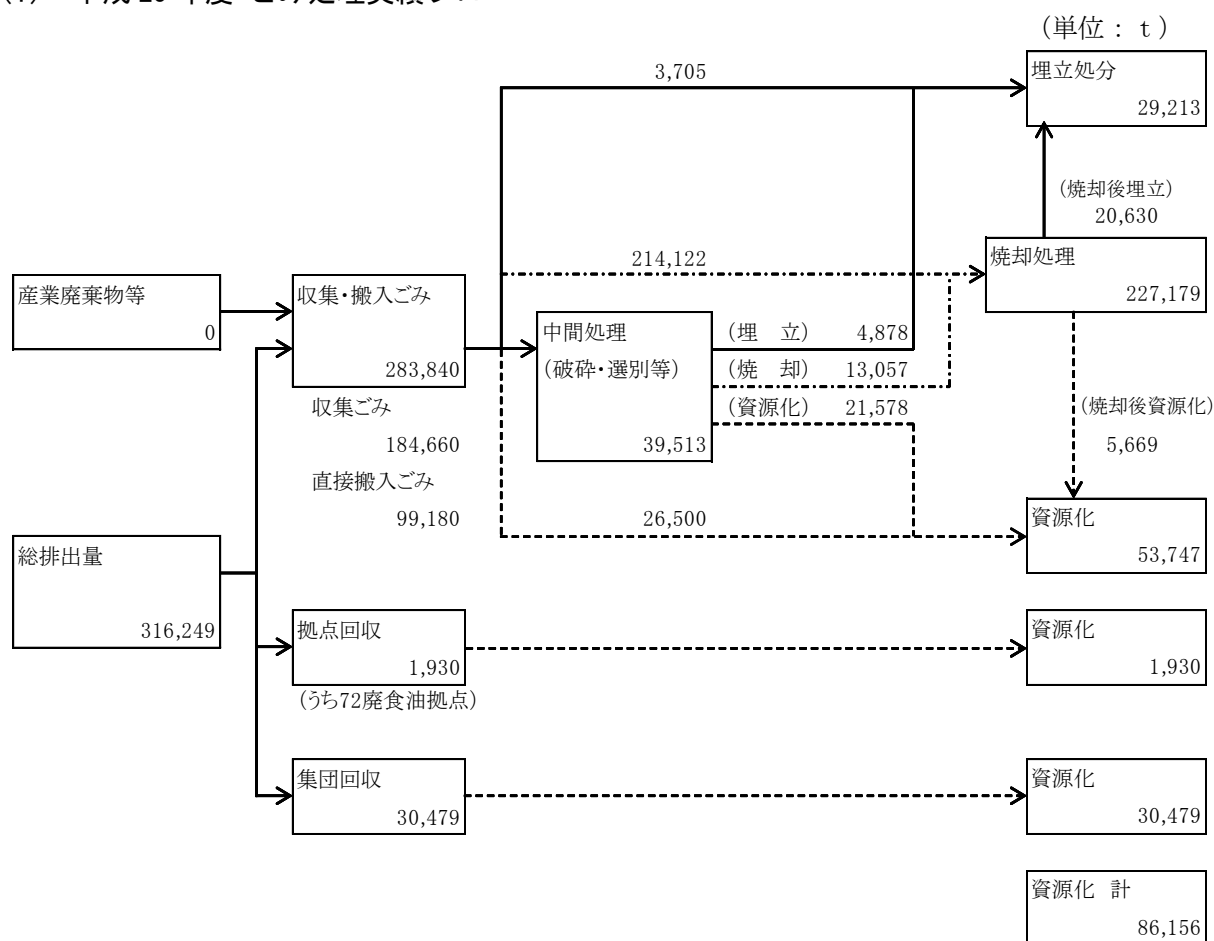 (単位：t)
3,705
埋立処分
29,213
(焼却後埋立)
20,630
214,122
焼却処理
227,179
産業廃棄物等
0
収集・搬入ごみ
283,840
中間処理
(破砕・選別等)
39,513
(埋 立) 4,878
(焼 却) 13,057
(資源化) 21,578
収集ごみ
184,660
直接搬入ごみ
99,180
(焼却後資源化)
5,669
26,500
資源化
53,747
総排出量
316,249
拠点回収
1,930
(うち72廃食油拠点)
資源化
1,930
集団回収
30,479
資源化
30,479
資源化 計
86,156